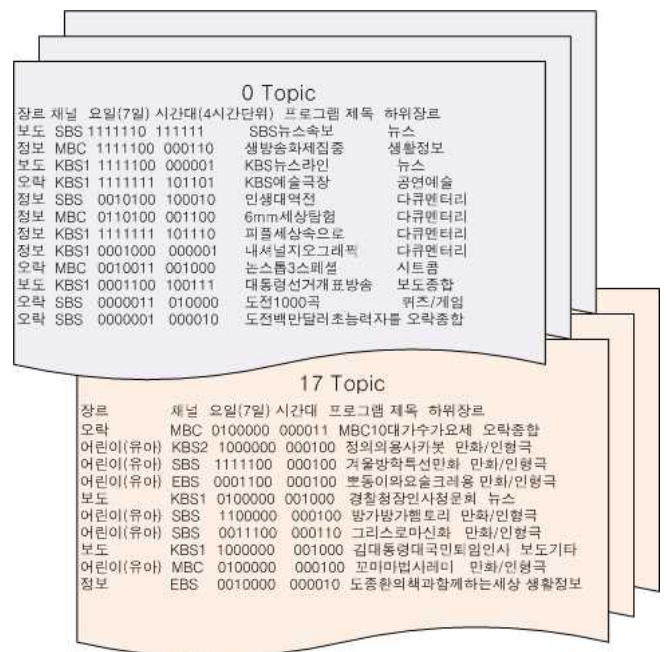 0 Topic
장르 채널 요일(7일) 시간대(4시간단위) 프로그램 제목 하위장르
보도 SBS 1111110 111111 SBS뉴스속보 뉴스
정보 MBC 1111100 000110 생방송화제집중 생활정보
보도 KBS1 1111100 000001 KBS뉴스라인 뉴스
오락 KBS1 1111111 101101 KBS예술극장 공연예술
정보 SBS 0010100 100010 인생대역전 다큐멘터리
정보 MBC 0110100 001100 6mm세상탐험 다큐멘터리
정보 KBS1 1111111 101110 피플세상속으로 다큐멘터리
정보 KBS1 0001000 000001 내셔널지오그래픽 다큐멘터리
오락 MBC 0010011 001000 논스톱3스페셜 시트콤
보도 KBS1 0001100 100111 대통령선거개표방송 보도종합
오락 SBS 0000011 010000 도전1000곡 퀴즈/게임
오락 SBS 0000001 000010 도전백만달러초능력자를 오락종합
17 Topic
장르 채널 요일(7일) 시간대 프로그램 제목 하위장르
오락 MBC 0100000 000011 MBC10대가수가요제 오락종합
어린이(유아) KBS2 1000000 000100 정의의용사카봇 만화/인형극
어린이(유아) SBS 1111100 000100 겨울방학특선만화 만화/인형극
어린이(유아) EBS 0001100 000100 뽀동이와요술크레용 만화/인형극
보도 KBS1 0100000 001000 경찰청장인사청문회 뉴스
어린이(유아) SBS 1100000 000100 방가방가햄토리 만화/인형극
어린이(유아) SBS 0011100 000110 그리스로마신화 만화/인형극
보도 KBS1 1000000 001000 김대통령대국민퇴임인사 보도기타
어린이(유아) MBC 0100000 000100 꼬마마법사레미 만화/인형극
정보 EBS 0010000 000010 도종환의책과함께하는세상 생활정보